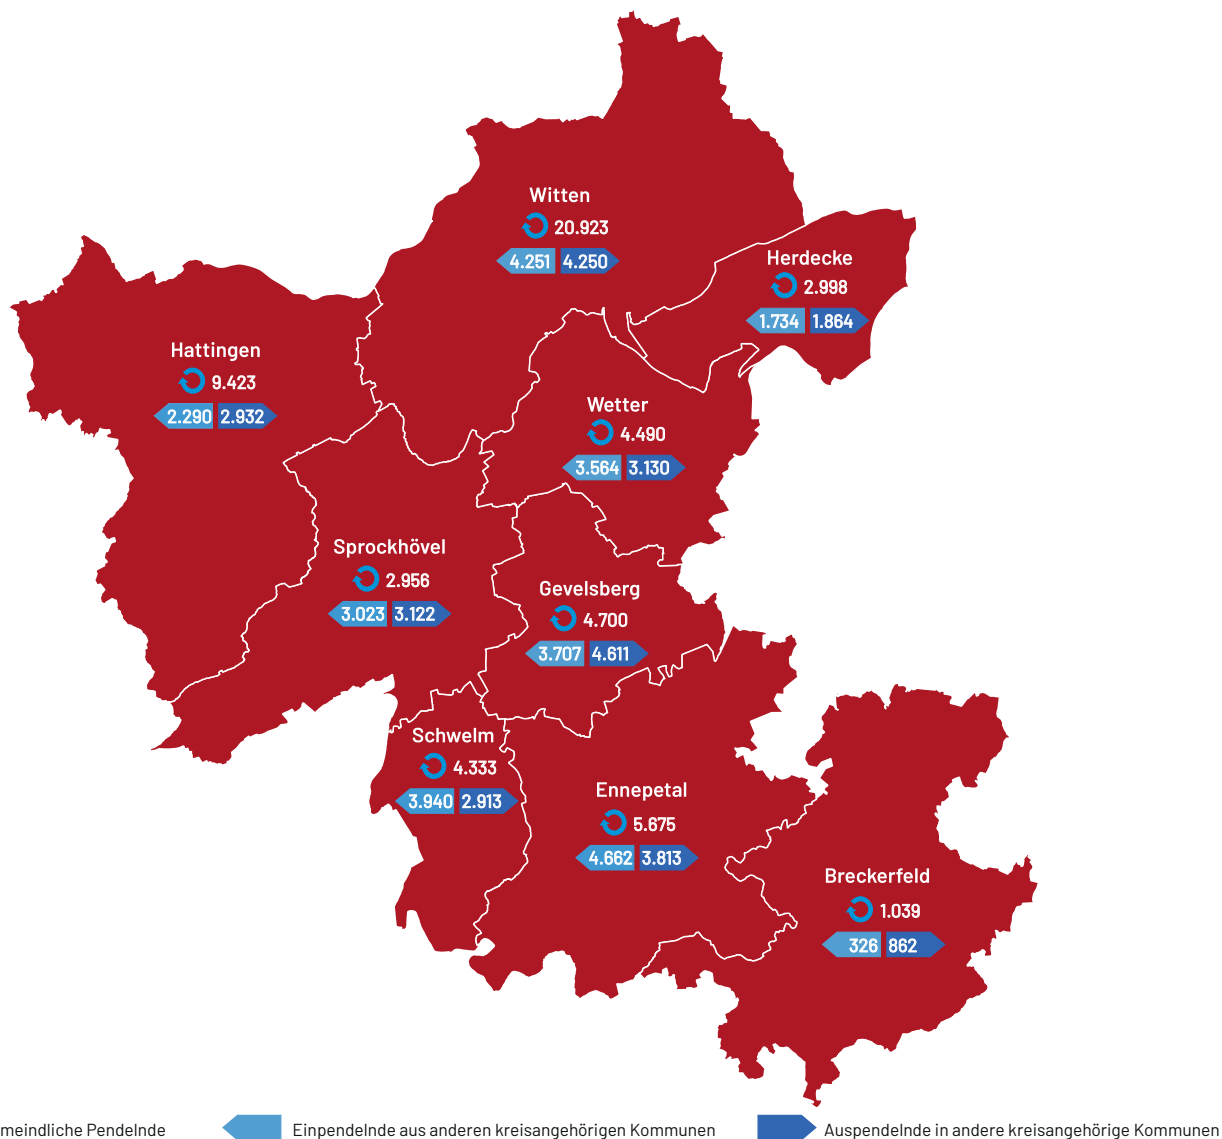 Witten
20.923
4.251 4.250
Herdecke
2.998
1.734 1.864
Hattingen
9.423
2.290 2.932
Wetter
4.490
3.564 3.130
Sprockhövel
2.956
3.023 3.122
Gevelsberg
4.700
3.707 4.611
Schwelm
4.333
3.940 2.913
Ennepetal
5.675
4.662 3.813
Breckerfeld
1.039
326 862
meindliche Pendelnde Einpendelnde aus anderen kreisangehörigen Kommunen Auspendelnde in andere kreisangehörige Kommunen